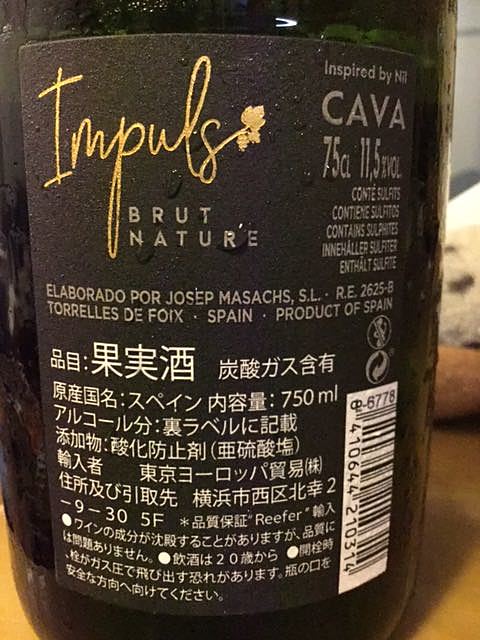 Impuls
BRUT
NATURE
Inspired by Nil
CAVA
75CL 11,5%VOL.
CONTÉ SULFITS
CONTIENE SULFITOS
CONTAINS SULPHITES
INNEHÅLLER SULFITER
ENTHÄLT SULFITE
ELABORADO POR JOSEP MASACHS, S.L. · R.E. 2625-B
TORRELLES DE FOIX · SPAIN · PRODUCT OF SPAIN
品目:果実酒 炭酸ガス含有
原産国名:スペイン 内容量:750 ml
アルコール分:裏ラベルに記載
添加物:酸化防止剤(亜硫酸塩)
輸入者 東京ヨーロッパ貿易㈱
住所及び引取先 横浜市西区北幸2
-9-30 5F *品質保証"Reefer"輸入
●ワインの成分が沈殿することがありますが、品質に
は問題ありません。●飲酒は20歳から ●開栓時
、栓がガス圧で飛び出す恐れがあります。瓶の口を
安全な方向へ向けてください。
-6778
8 410644 210314